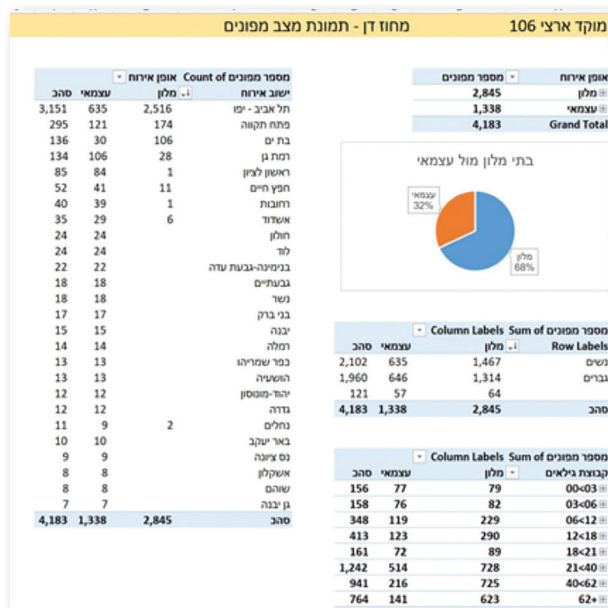 מוקד ארצי 106 מחוז דן - תמונת מצב מפונים
אופן אירוח מספר מפונים
מלון 2,845
עצמאי 1,338
Grand Total 4,183
בתי מלון מול עצמאי
עצמאי 32%
מלון 68%
Column Labels Sum of מספר מפונים
Row Labels מלון עצמאי סהכ
נשים 1,467 635 2,102
גברים 1,314 646 1,960
64 57 121
סהכ 2,845 1,338 4,183
Column Labels Sum of מספר מפונים
קבוצת גילאים מלון עצמאי סהכ
00<03 79 77 156
03<06 82 76 158
06<12 229 119 348
12<18 290 123 413
18<21 89 72 161
21<40 728 514 1,242
40<62 725 216 941
62+ 623 141 764
Count of מספר מפונים אופן אירוח
ישוב אירוח מלון עצמאי סהכ
תל אביב - יפו 2,516 635 3,151
פתח תקווה 174 121 295
בת ים 106 30 136
רמת גן 28 106 134
ראשון לציון 1 84 85
חפץ חיים 11 41 52
רחובות 1 39 40
אשדוד 6 29 35
חולון 24 24
לוד 24 24
בנימינה-גבעת עדה 22 22
גבעתיים 18 18
נשר 18 18
בני ברק 17 17
יבנה 15 15
רמלה 14 14
כפר שמריהו 13 13
הושעיה 13 13
יהוד-מונוסון 12 12
גדרה 12 12
נחלים 2 9 11
באר יעקב 10 10
נס ציונה 9 9
אשקלון 8 8
שוהם 8 8
גן יבנה 7 7
סהכ 2,845 1,338 4,183